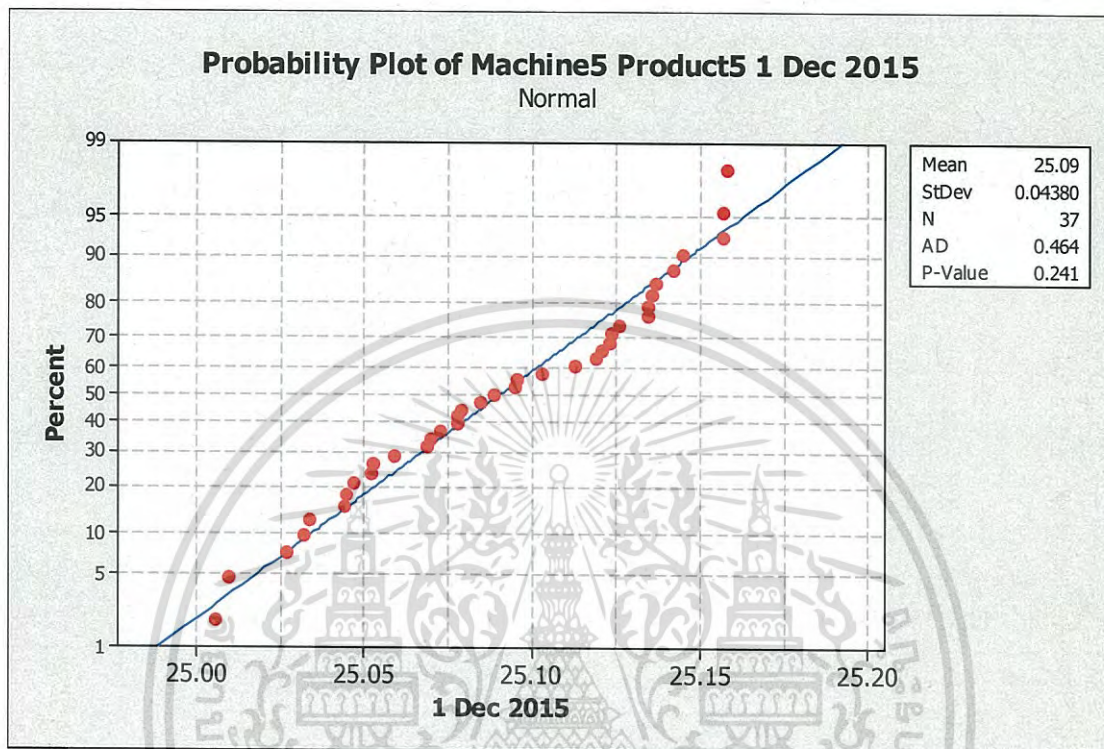 Probability Plot of Machine5 Product5 1 Dec 2015
Normal
99
95
90
80
70
60
50
40
30
20
10
5
1
Percent
25.00 25.05 25.10 25.15 25.20
1 Dec 2015
Mean 25.09
StDev 0.04380
N 37
AD 0.464
P-Value 0.241